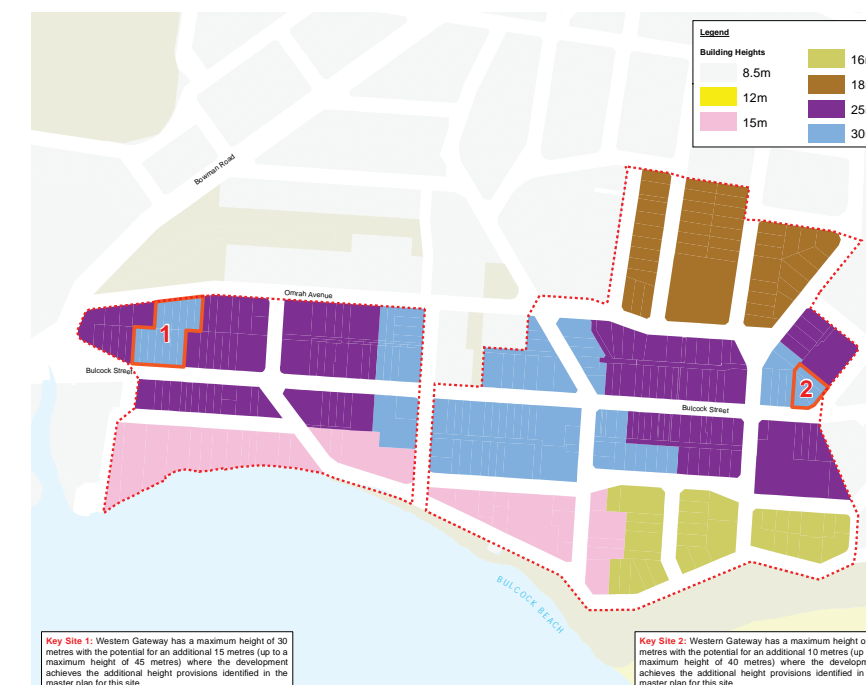 Legend
Building Heights
8.5m
12m
15m
16m
18
25
30
Bowman Road
Omrah Avenue
1
Bulcock Street
2
Bulcock Street
BULCOCK BEACH
Key Site 1: Western Gateway has a maximum height of 30
metres with the potential for an additional 15 metres (up to a
maximum height of 45 metres) where the development
achieves the additional height provisions identified in the
master plan for this site
Key Site 2: Western Gateway has a maximum height o
metres with the potential for an additional 10 metres (up
maximum height of 40 metres) where the developm
achieves the additional height provisions identified in
master plan for this site